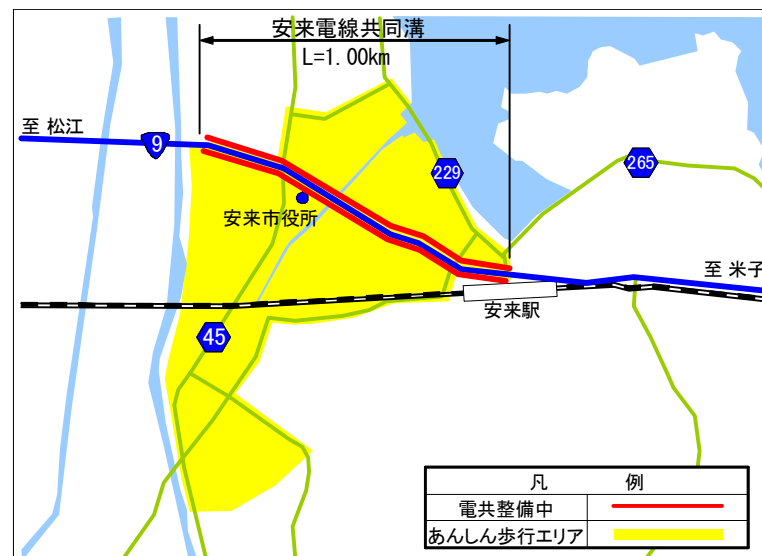 安来電線共同溝
L=1.00km
至 松江
9
229
265
安来市役所
至 米子
安来駅
45
凡 例
電共整備中
あんしん歩行エリア